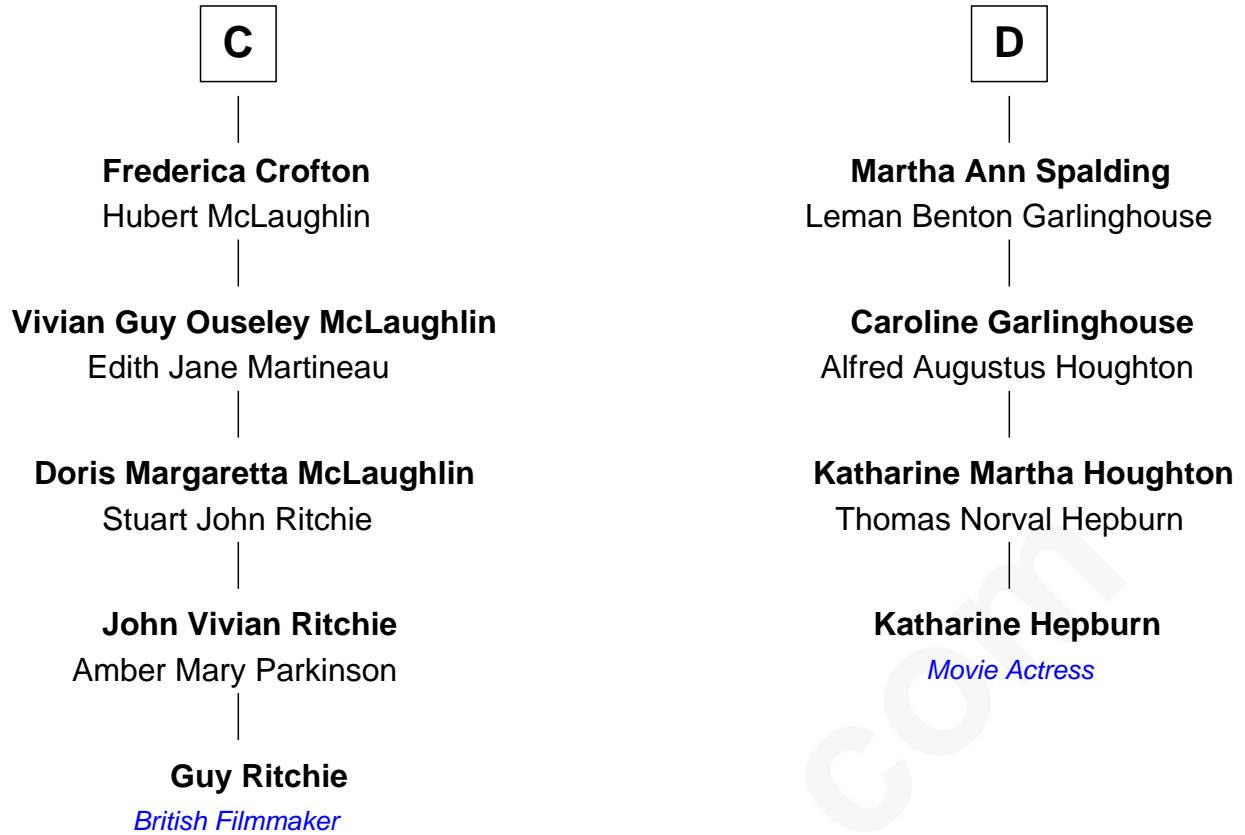 C
Frederica Crofton
Hubert McLaughlin
Vivian Guy Ouseley McLaughlin
Edith Jane Martineau
Doris Margaretta McLaughlin
Stuart John Ritchie
John Vivian Ritchie
Amber Mary Parkinson
Guy Ritchie
British Filmmaker
D
Martha Ann Spalding
Leman Benton Garlinghouse
Caroline Garlinghouse
Alfred Augustus Houghton
Katharine Martha Houghton
Thomas Norval Hepburn
Katharine Hepburn
Movie Actress
com